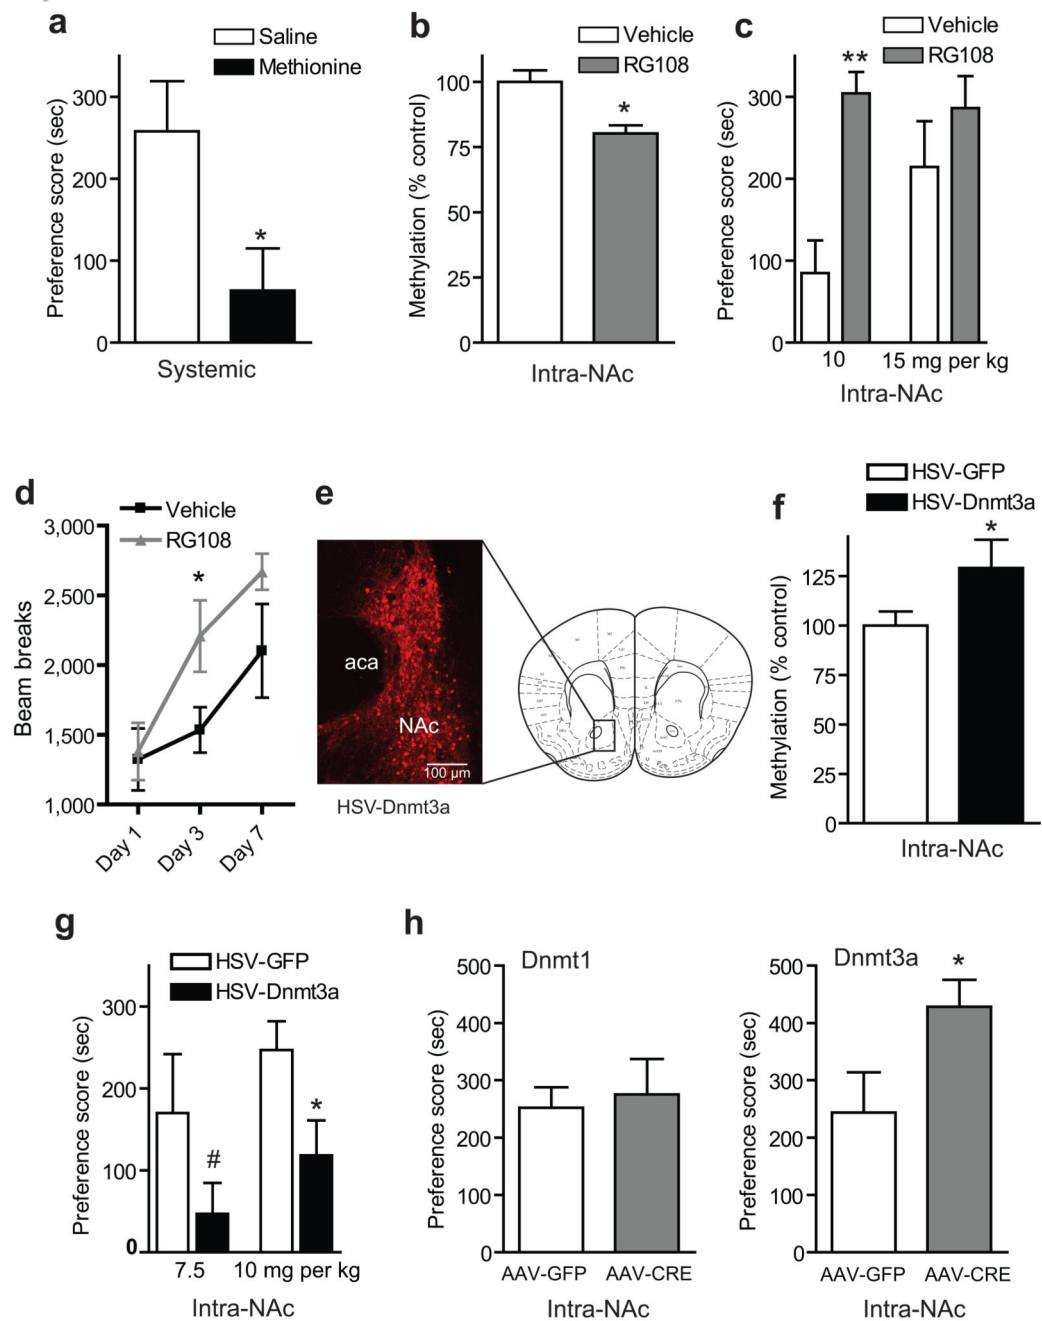 a
Saline
Methionine
Preference score (sec)
300
200
100
0
*
Systemic
b
Vehicle
RG108
Methylation (% control)
100
75
50
25
0
*
Intra-NAc
c
Vehicle
RG108
Preference score (sec)
300
200
100
0
**
10
15 mg per kg
Intra-NAc
d
Vehicle
RG108
Beam breaks
3,000
2,500
2,000
1,500
1,000
*
Day 1
Day 3
Day 7
e
aca
NAc
100 µm
HSV-Dnmt3a
f
HSV-GFP
HSV-Dnmt3a
Methylation (% control)
125
100
75
50
25
0
*
Intra-NAc
g
HSV-GFP
HSV-Dnmt3a
Preference score (sec)
300
200
100
0
#
*
7.5
10 mg per kg
Intra-NAc
h
Dnmt1
Preference score (sec)
500
400
300
200
100
0
AAV-GFP
AAV-CRE
Intra-NAc
Dnmt3a
Preference score (sec)
500
400
300
200
100
0
*
AAV-GFP
AAV-CRE
Intra-NAc